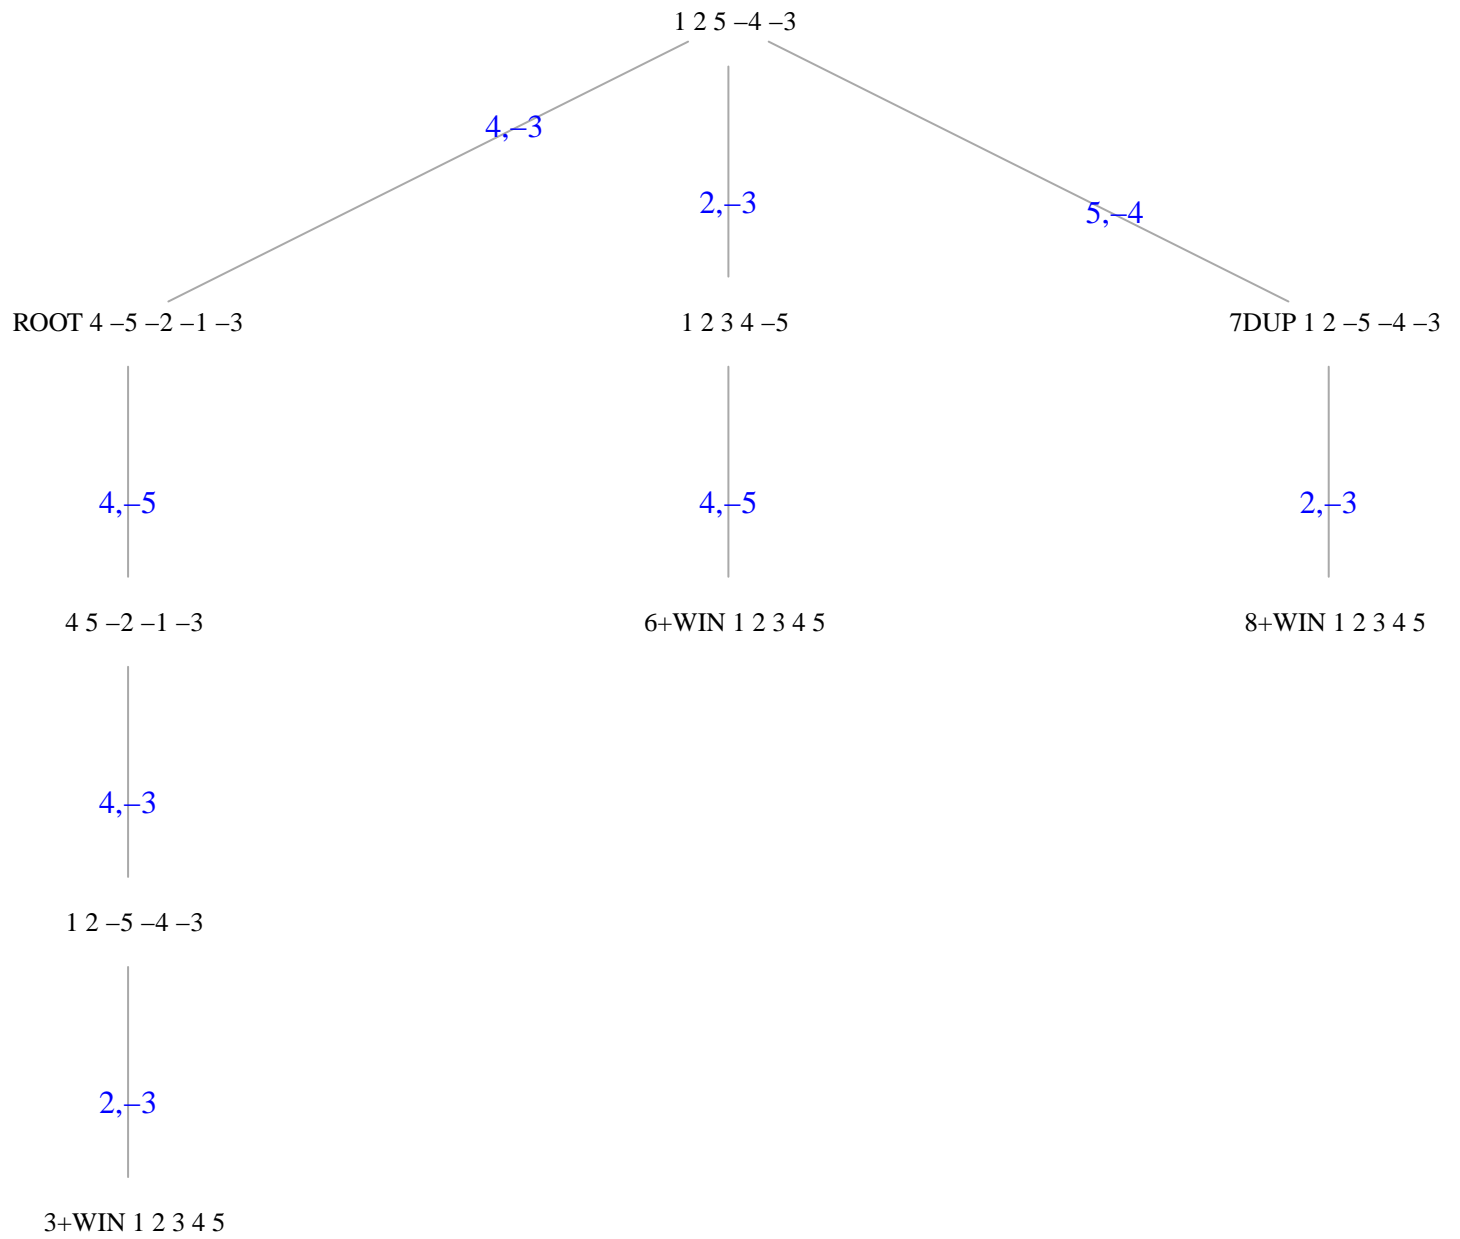 1 2 5 –4 –3
4,–3
2,–3
5,–4
ROOT 4 –5 –2 –1 –3
1 2 3 4 –5
7DUP 1 2 –5 –4 –3
4,–5
4,–5
2,–3
4 5 –2 –1 –3
6+WIN 1 2 3 4 5
8+WIN 1 2 3 4 5
4,–3
1 2 –5 –4 –3
2,–3
3+WIN 1 2 3 4 5